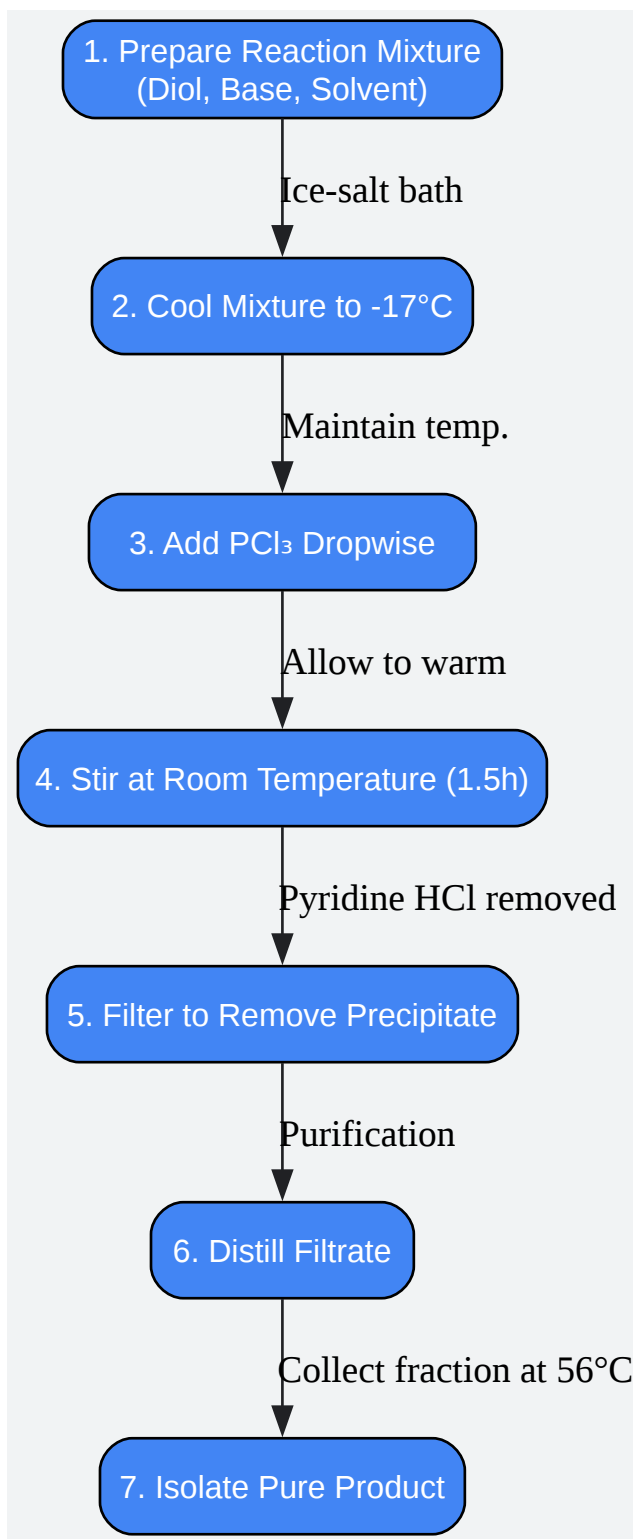 1. Prepare Reaction Mixture
(Diol, Base, Solvent)
Ice-salt bath
2. Cool Mixture to -17°C
Maintain temp.
3. Add PCl₃ Dropwise
Allow to warm
4. Stir at Room Temperature (1.5h)
Pyridine HCl removed
5. Filter to Remove Precipitate
Purification
6. Distill Filtrate
Collect fraction at 56°C
7. Isolate Pure Product